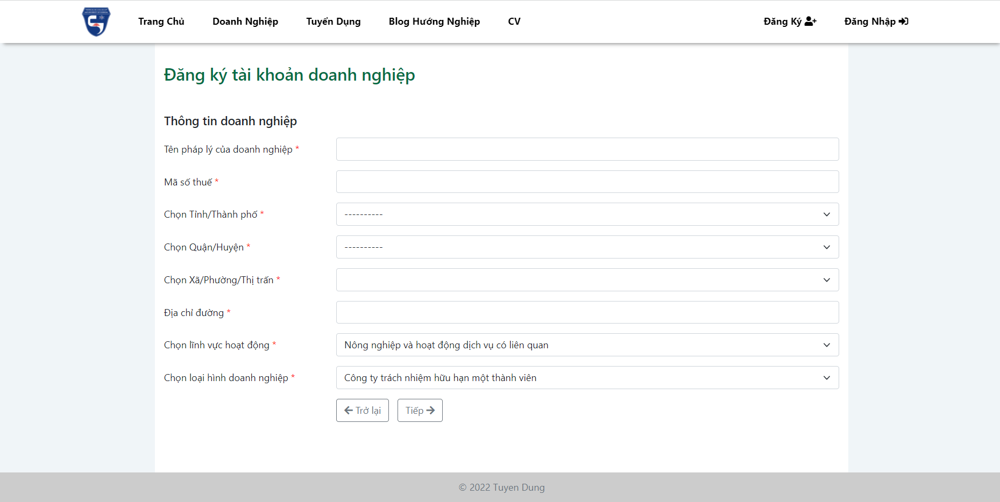 Trang Chủ Doanh Nghiệp Tuyển Dụng Blog Hướng Nghiệp CV Đăng Ký Đăng Nhập
Đăng ký tài khoản doanh nghiệp
Thông tin doanh nghiệp
Tên pháp lý của doanh nghiệp *
Mã số thuế *
Chọn Tỉnh/Thành phố * ----------
Chọn Quận/Huyện * ----------
Chọn Xã/Phường/Thị trấn *
Địa chỉ đường *
Chọn lĩnh vực hoạt động * Nông nghiệp và hoạt động dịch vụ có liên quan
Chọn loại hình doanh nghiệp * Công ty trách nhiệm hữu hạn một thành viên
Trở lại Tiếp
© 2022 Tuyen Dung